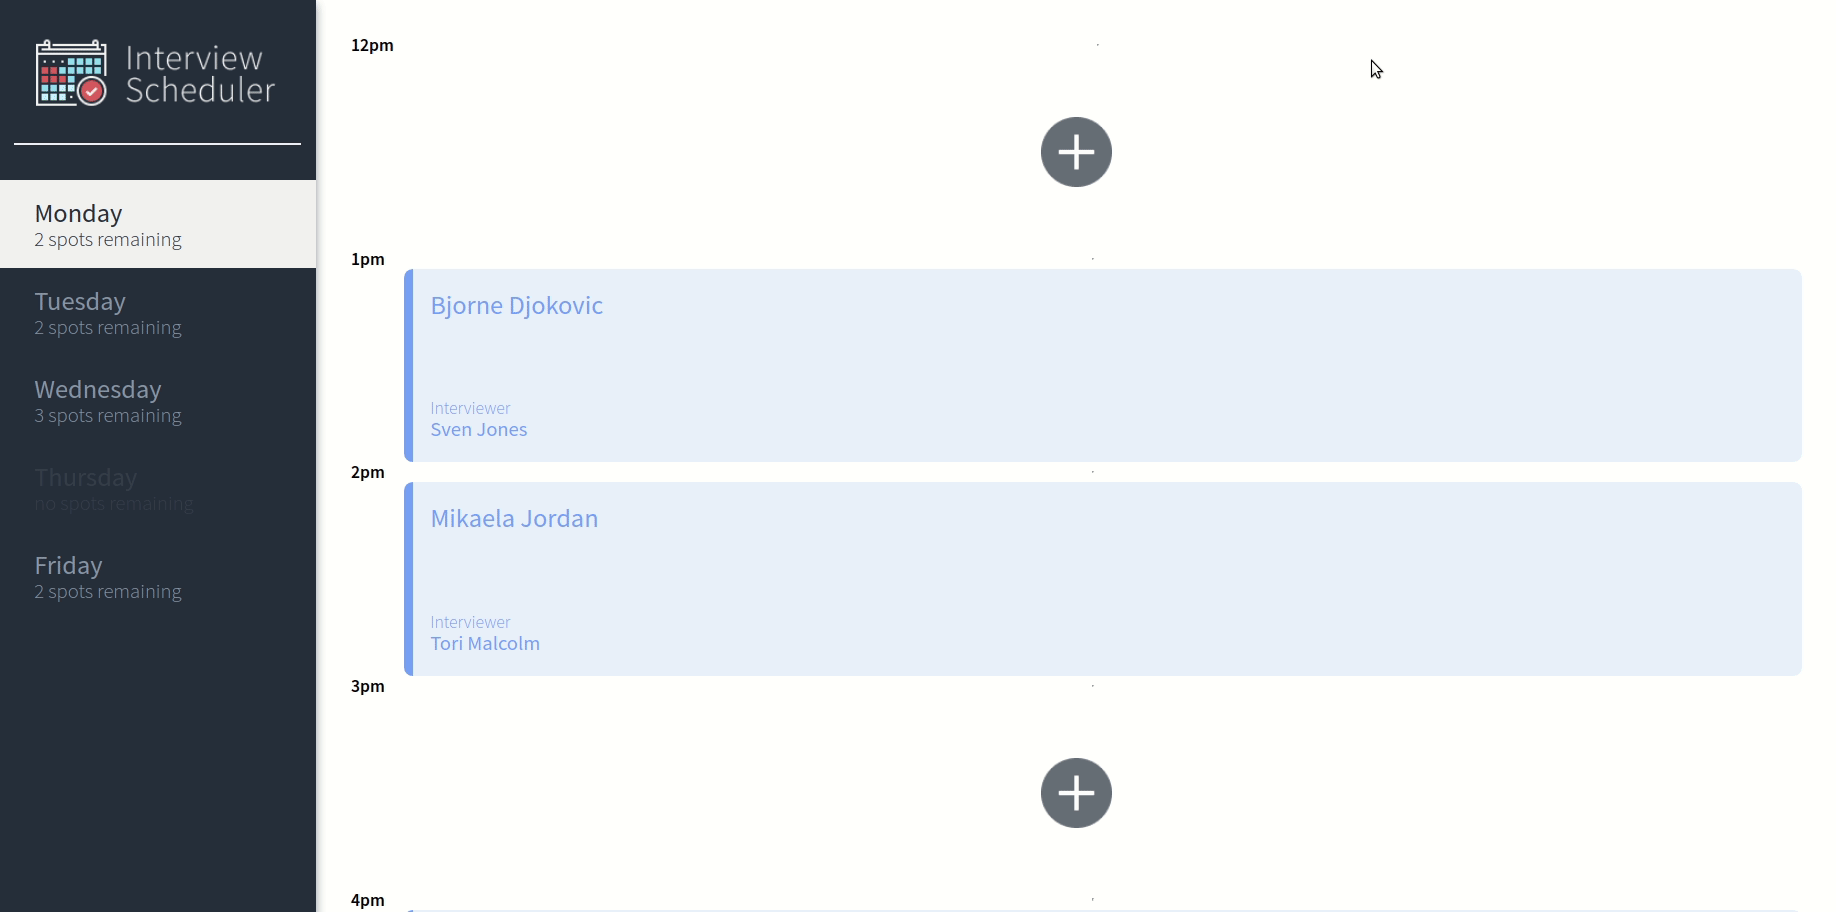 Interview
Scheduler
Monday
2 spots remaining
Tuesday
2 spots remaining
Wednesday
3 spots remaining
Thursday
no spots remaining
Friday
2 spots remaining
12pm
1pm
Bjorne Djokovic
Interviewer
Sven Jones
2pm
Mikaela Jordan
Interviewer
Tori Malcolm
3pm
4pm